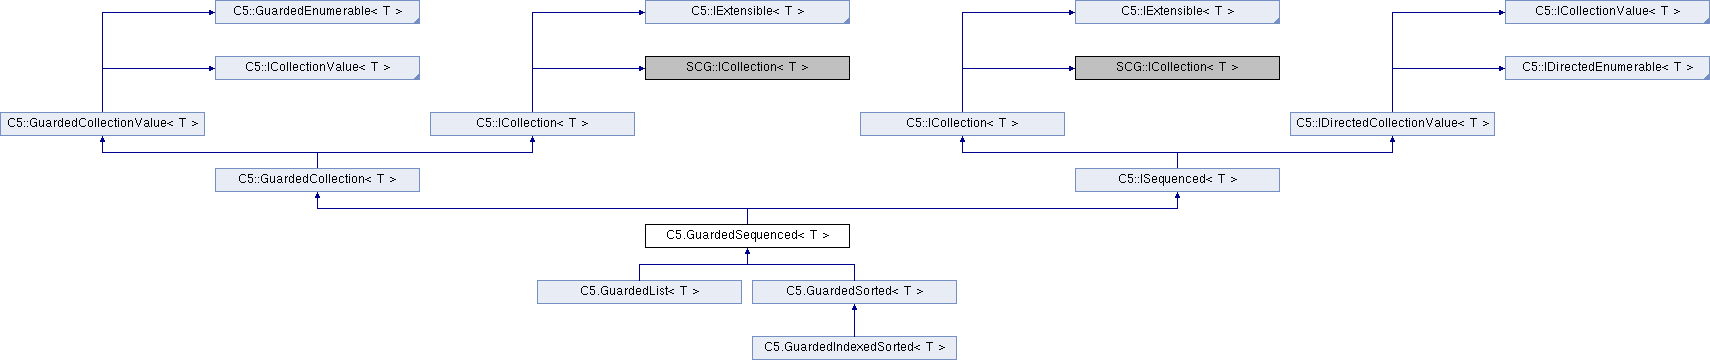 C5::GuardedEnumerable< T >
C5::IExtensible< T >
C5::IExtensible< T >
C5::ICollectionValue< T >
C5::ICollectionValue< T >
SCG::ICollection< T >
SCG::ICollection< T >
C5::IDirectedEnumerable< T >
C5::GuardedCollectionValue< T >
C5::ICollection< T >
C5::ICollection< T >
C5::IDirectedCollectionValue< T >
C5::GuardedCollection< T >
C5::ISequenced< T >
C5.GuardedSequenced< T >
C5.GuardedList< T >
C5.GuardedSorted< T >
C5.GuardedIndexedSorted< T >